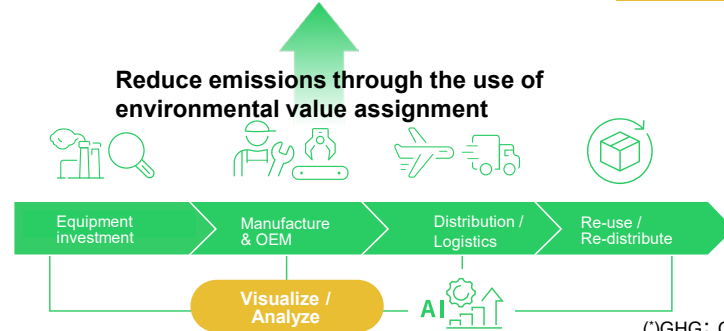 Reduce emissions through the use of
environmental value assignment
Equipment
investment
Manufacture
& OEM
Distribution /
Logistics
Re-use /
Re-distribute
Visualize /
Analyze
AI
(*)GHG: